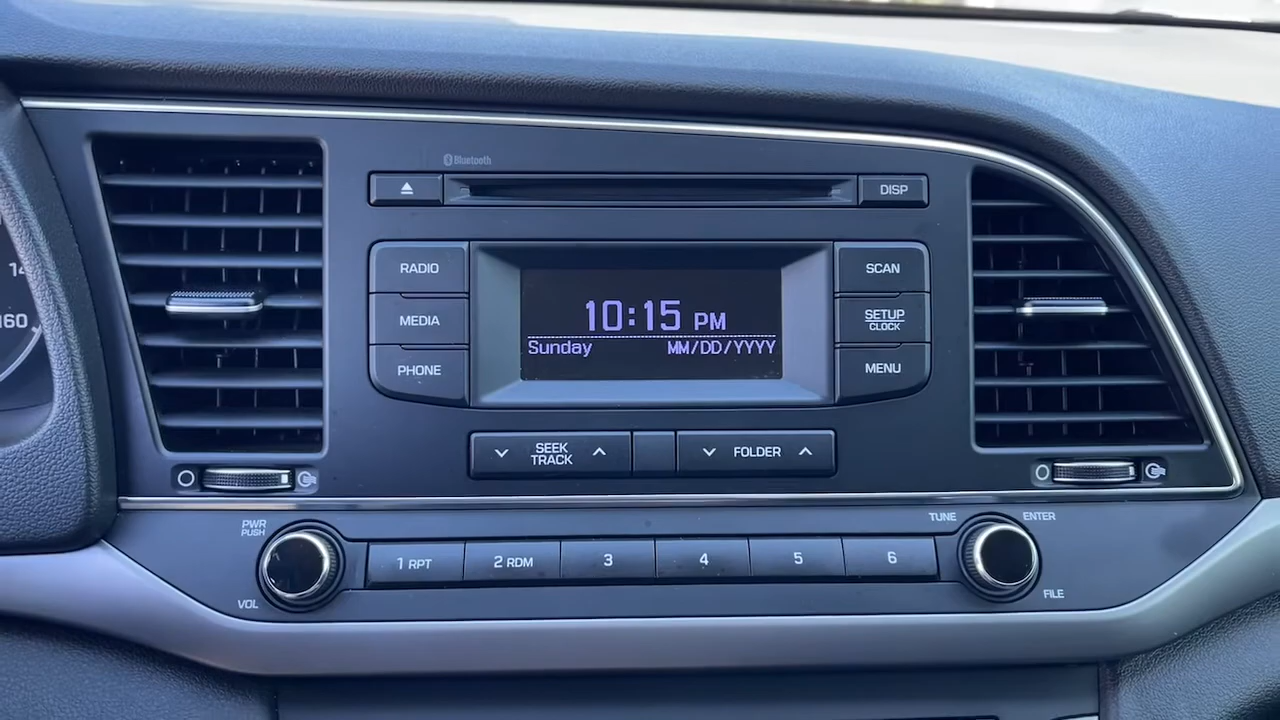 Bluetooth
DISP
RADIO
SCAN
10:15 PM
MEDIA
SETUP
CLOCK
Sunday
MM/DD/YYYY
PHONE
MENU
SEEK
TRACK
FOLDER
160
PWR
PUSH
TUNE
ENTER
1 RPT
2 RDM
3
4
5
6
VOL
FILE